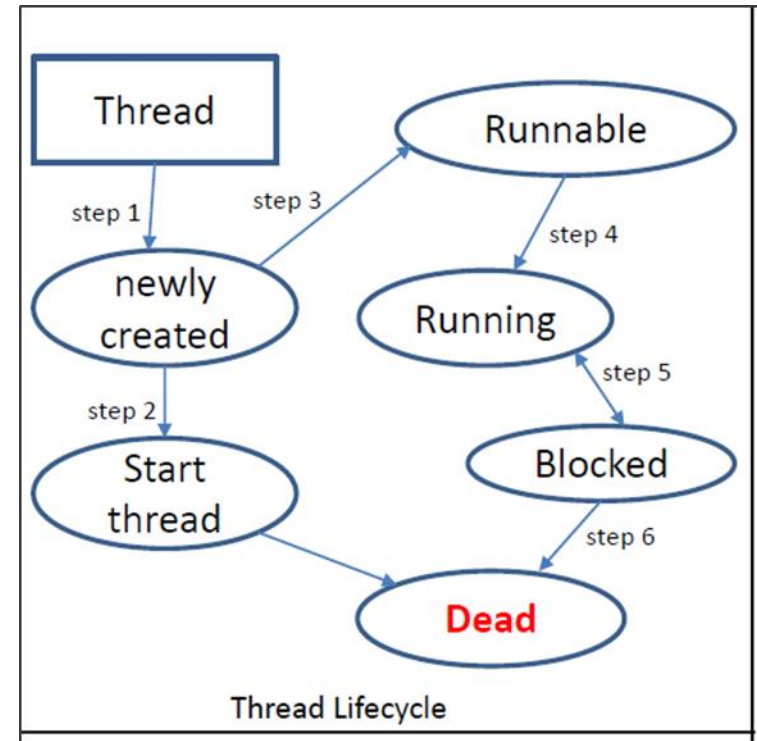 Thread
Runnable
step 1
step 3
step 4
newly
created
Running
step 5
step 2
Start
thread
Blocked
step 6
Dead
Thread Lifecycle